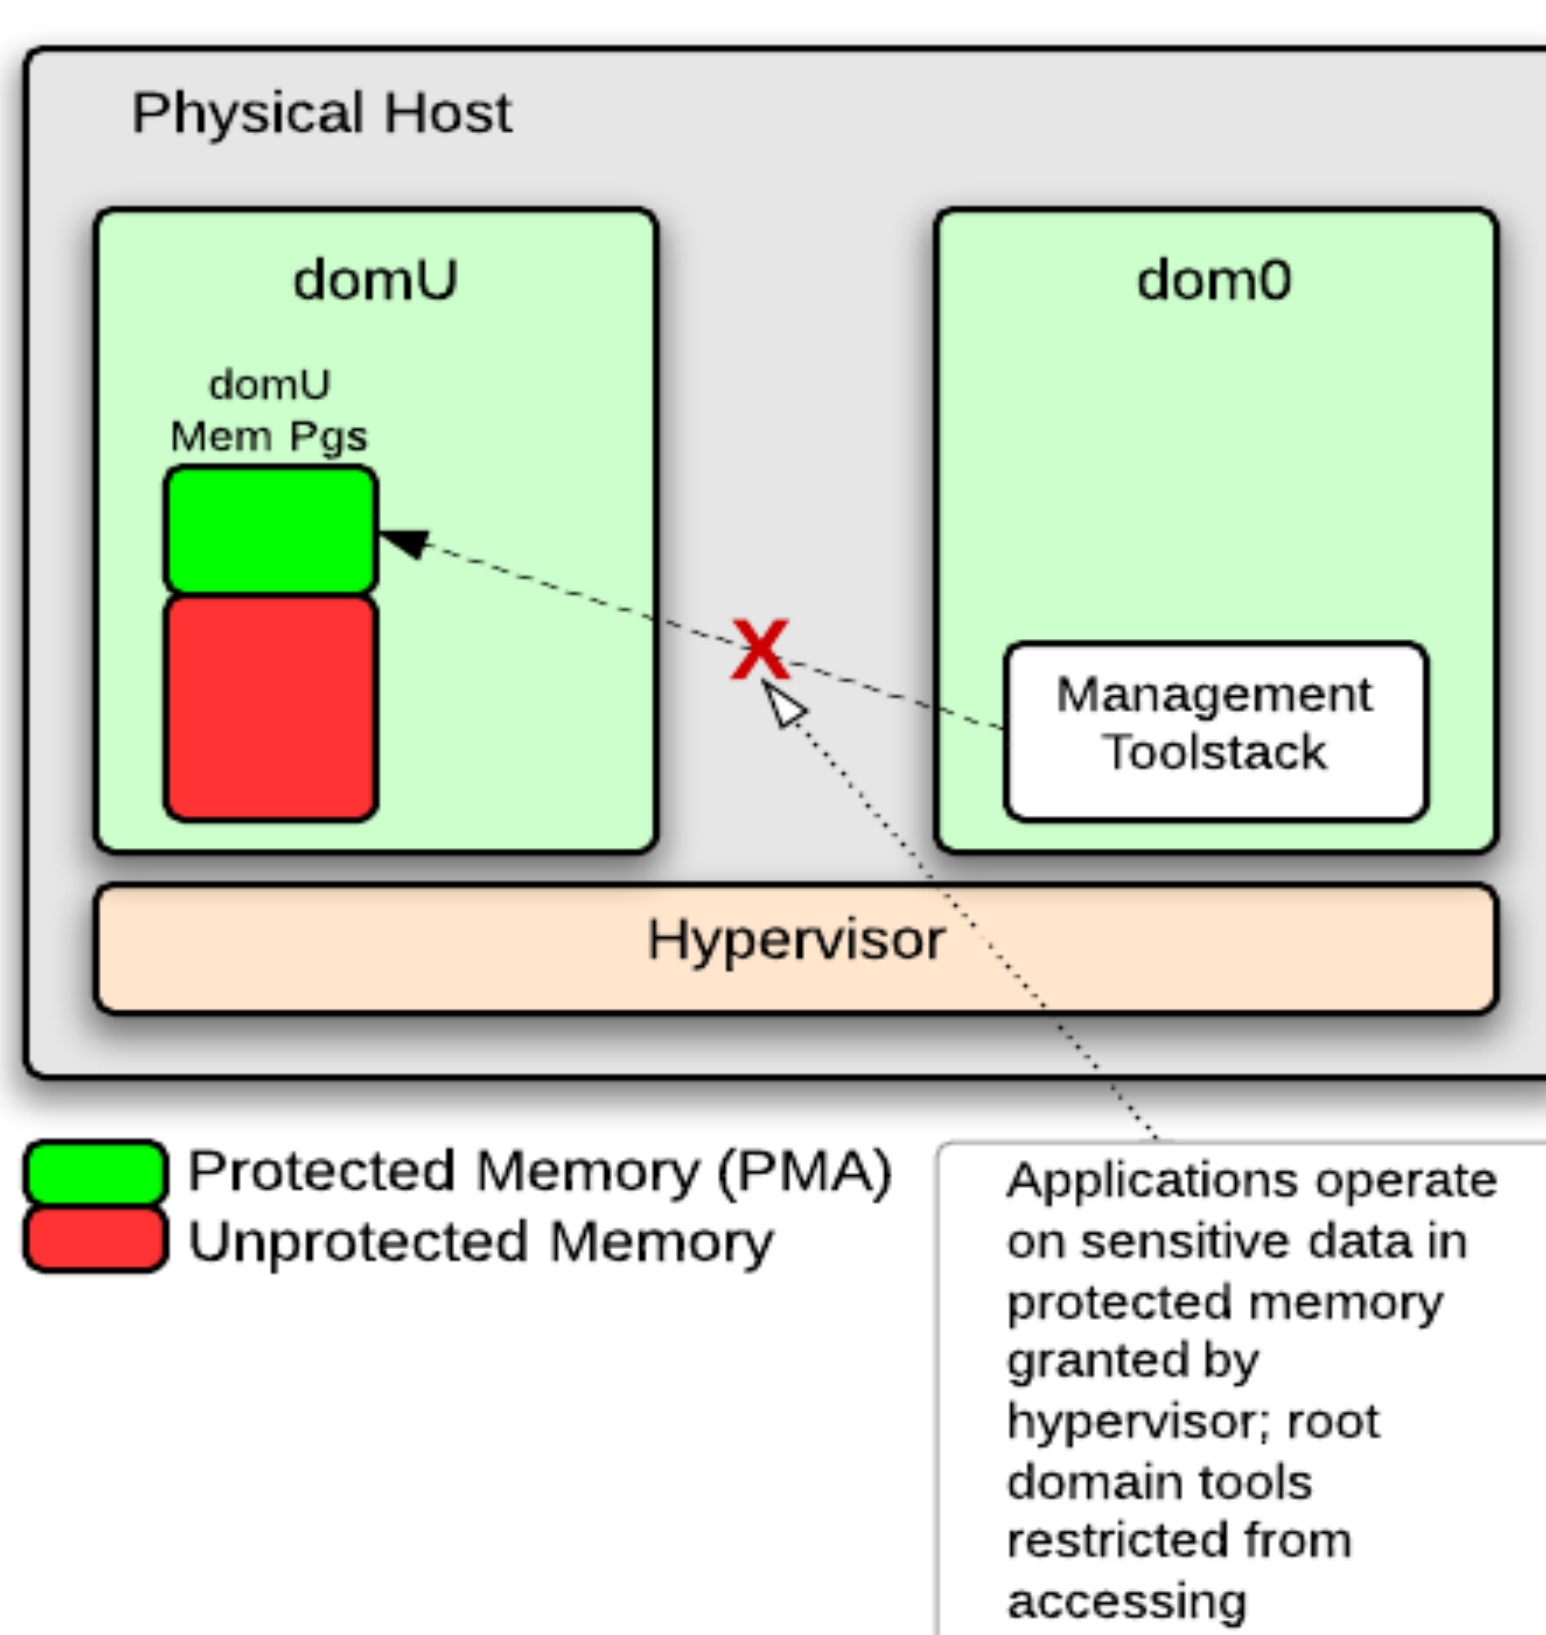 Physical Host
domU
dom0
domU
Mem Pgs
X
Management
Toolstack
Hypervisor
Protected Memory (PMA)
Unprotected Memory
Applications operate
on sensitive data in
protected memory
granted by
hypervisor; root
domain tools
restricted from
accessing